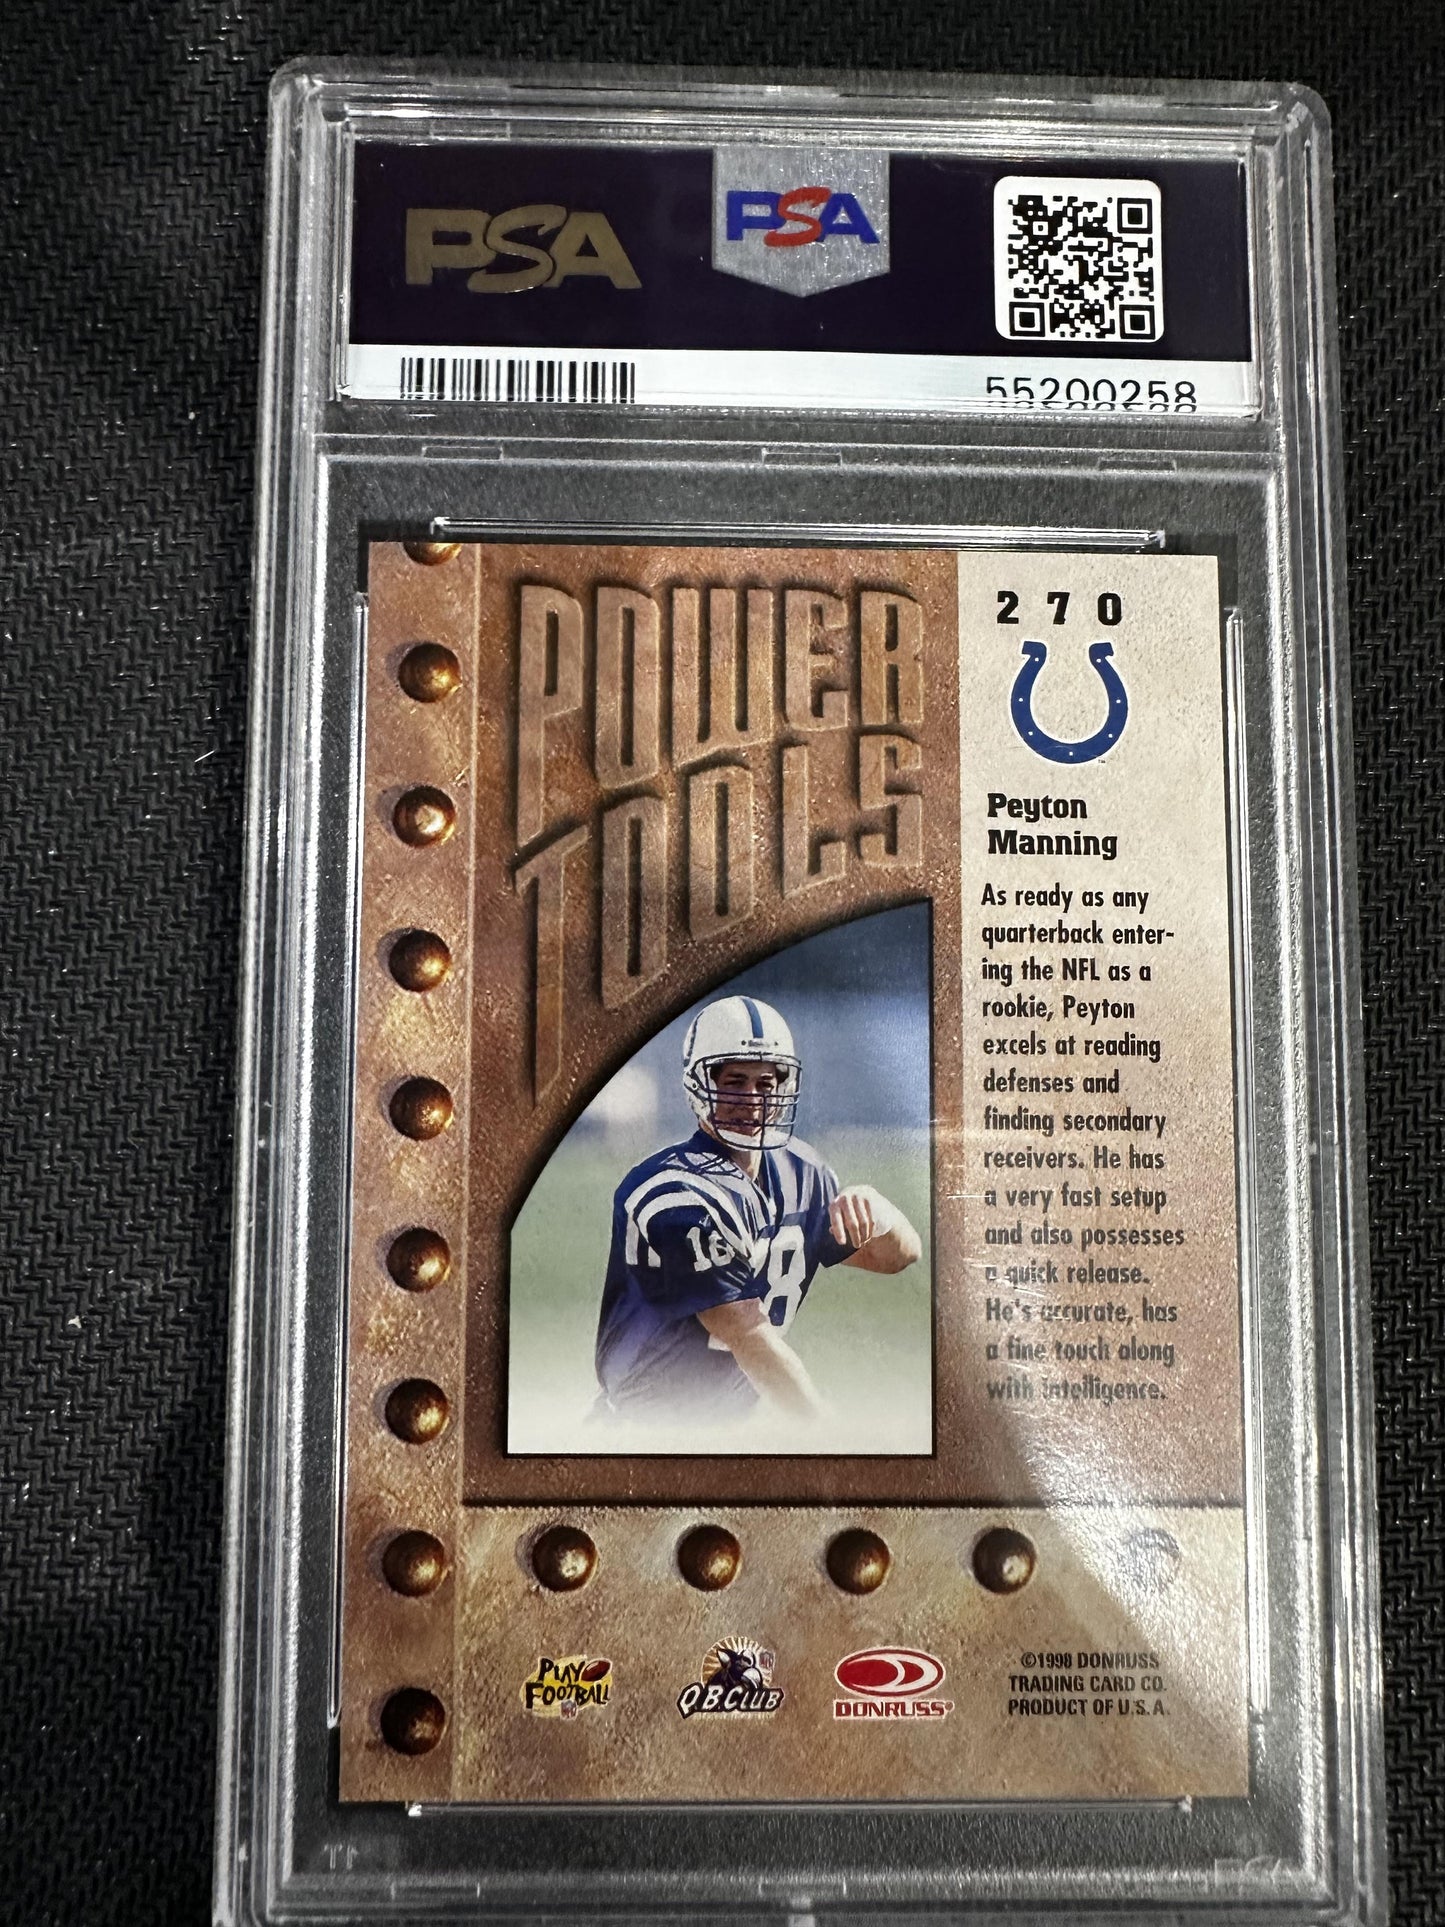 PSA
PSA
55200258
POWER
TOOLS
270
Peyton
Manning
As ready as any
quarterback enter-
ing the NFL as a
rookie, Peyton
excels at reading
defenses and
finding secondary
receivers. He has
a very fast setup
and also possesses
a quick release.
He's accurate, has
a fine touch along
with intelligence.
18
18
PLAY
FOOTBALL
QB CLUB
DONRUSS®
©1998 DONRUSS
TRADING CARD CO.
PRODUCT OF U.S.A.